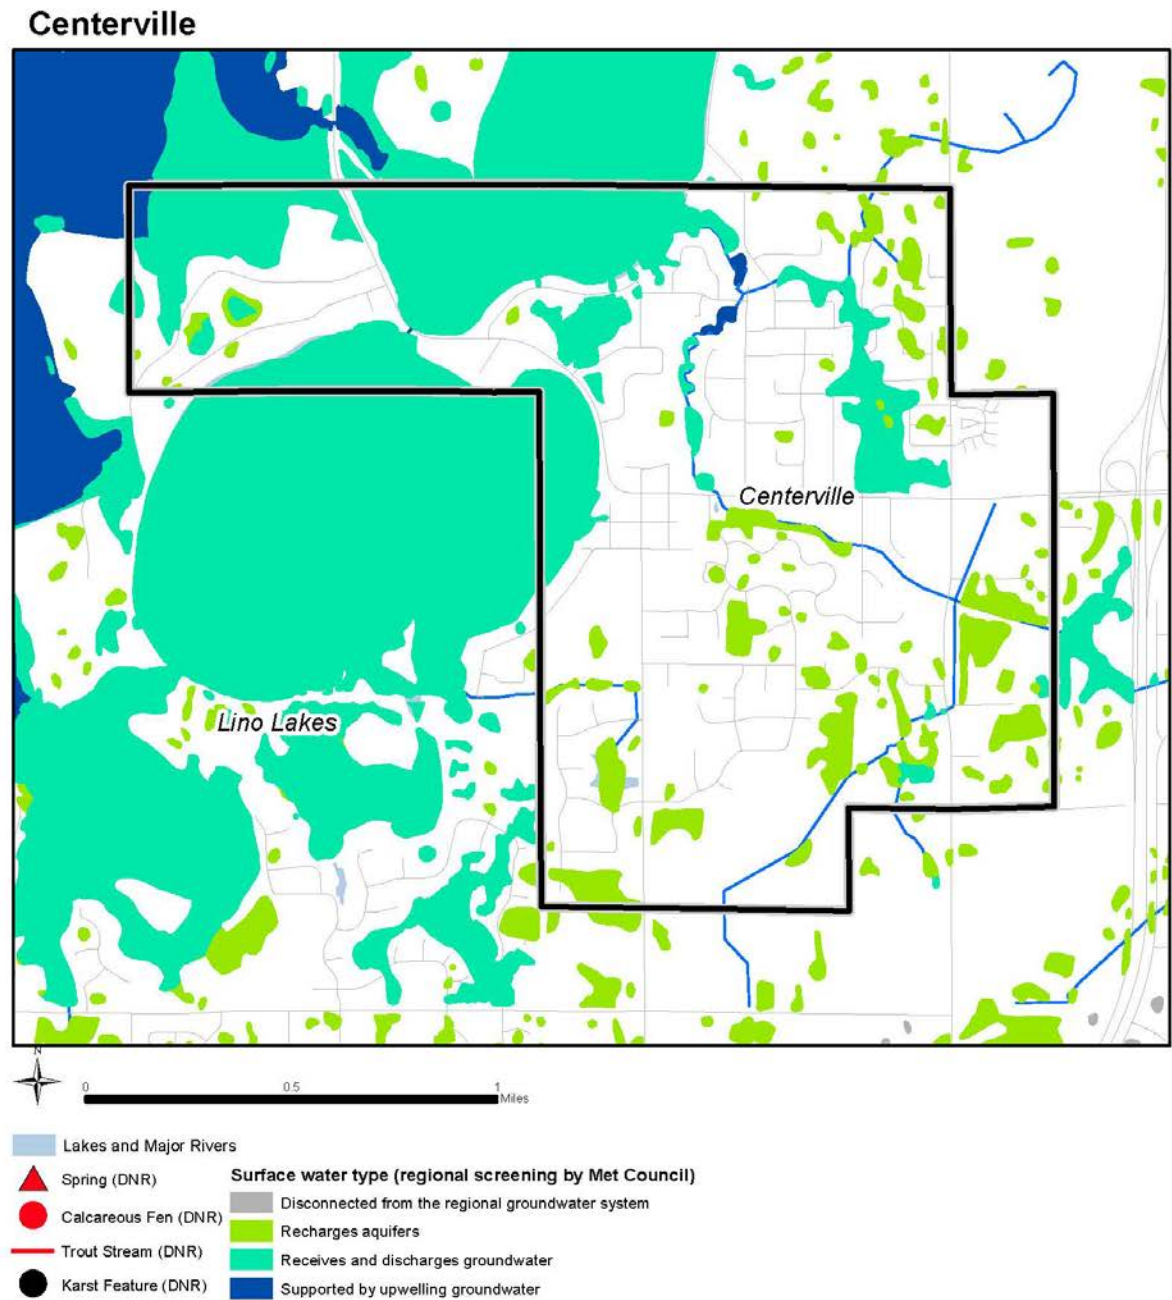 Centerville
Centerville
Lino Lakes
N
0 0.5 1
Miles
Lakes and Major Rivers
Spring (DNR)
Calcareous Fen (DNR)
Trout Stream (DNR)
Karst Feature (DNR)
Surface water type (regional screening by Met Council)
Disconnected from the regional groundwater system
Recharges aquifers
Receives and discharges groundwater
Supported by upwelling groundwater